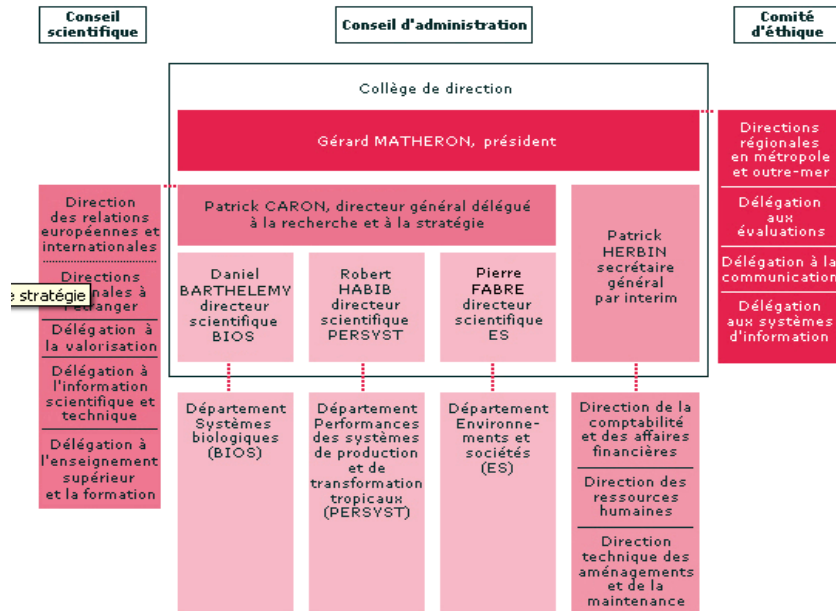 Conseil
scientifique
Conseil d'administration
Comité
d'éthique
Collège de direction
Gérard MATHERON, président
Directions
régionales
en métropole
et outre-mer
Délégation
aux
évaluations
Délégation à la
communication
Délégation
aux systèmes
d'information
Direction
des relations
européennes et
internationales
Directions
nales à
l'étranger
e stratégie
Délégation à
la valorisation
Délégation à
l'information
scientifique et
technique
Délégation à
l'enseignement
supérieur
et la formation
Patrick CARON, directeur général délégué
à la recherche et à la stratégie
Patrick
HERBIN
secrétaire
général
par interim
Daniel
BARTHELEMY
directeur
scientifique
BIOS
Robert
HABIB
directeur
scientifique
PERSYST
Pierre
FABRE
directeur
scientifique
ES
Département
Systèmes
biologiques
(BIOS)
Département
Performances
des systèmes
de production
et de
transformation
tropicaux
(PERSYST)
Département
Environne-
ments et
sociétés
(ES)
Direction de la
comptabilité
et des affaires
financières
Direction des
ressources
humaines
Direction
technique des
aménagements
et de la
maintenance